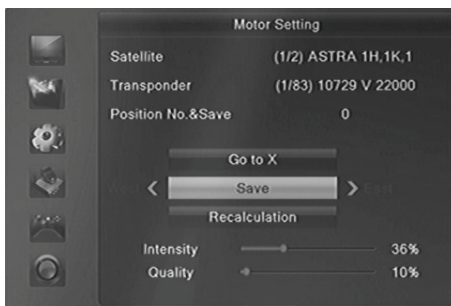 Motor Setting
Satellite (1/2) ASTRA 1H,1K,1
Transponder (1/83) 10729 V 22000
Position No.&Save 0
Go to X
West Save East
Recalculation
Intensity 36%
Quality 10%